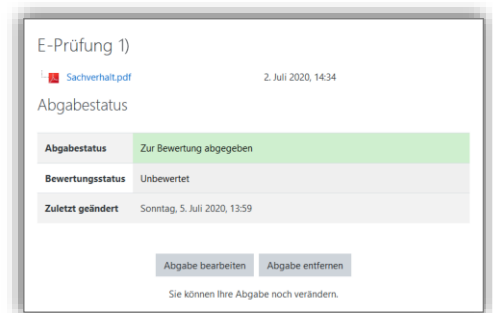 E-Prüfung 1)
Sachverhalt.pdf 2. Juli 2020, 14:34
Abgabestatus
Abgabestatus Zur Bewertung abgegeben
Bewertungsstatus Unbewertet
Zuletzt geändert Sonntag, 5. Juli 2020, 13:59
Abgabe bearbeiten Abgabe entfernen
Sie können Ihre Abgabe noch verändern.